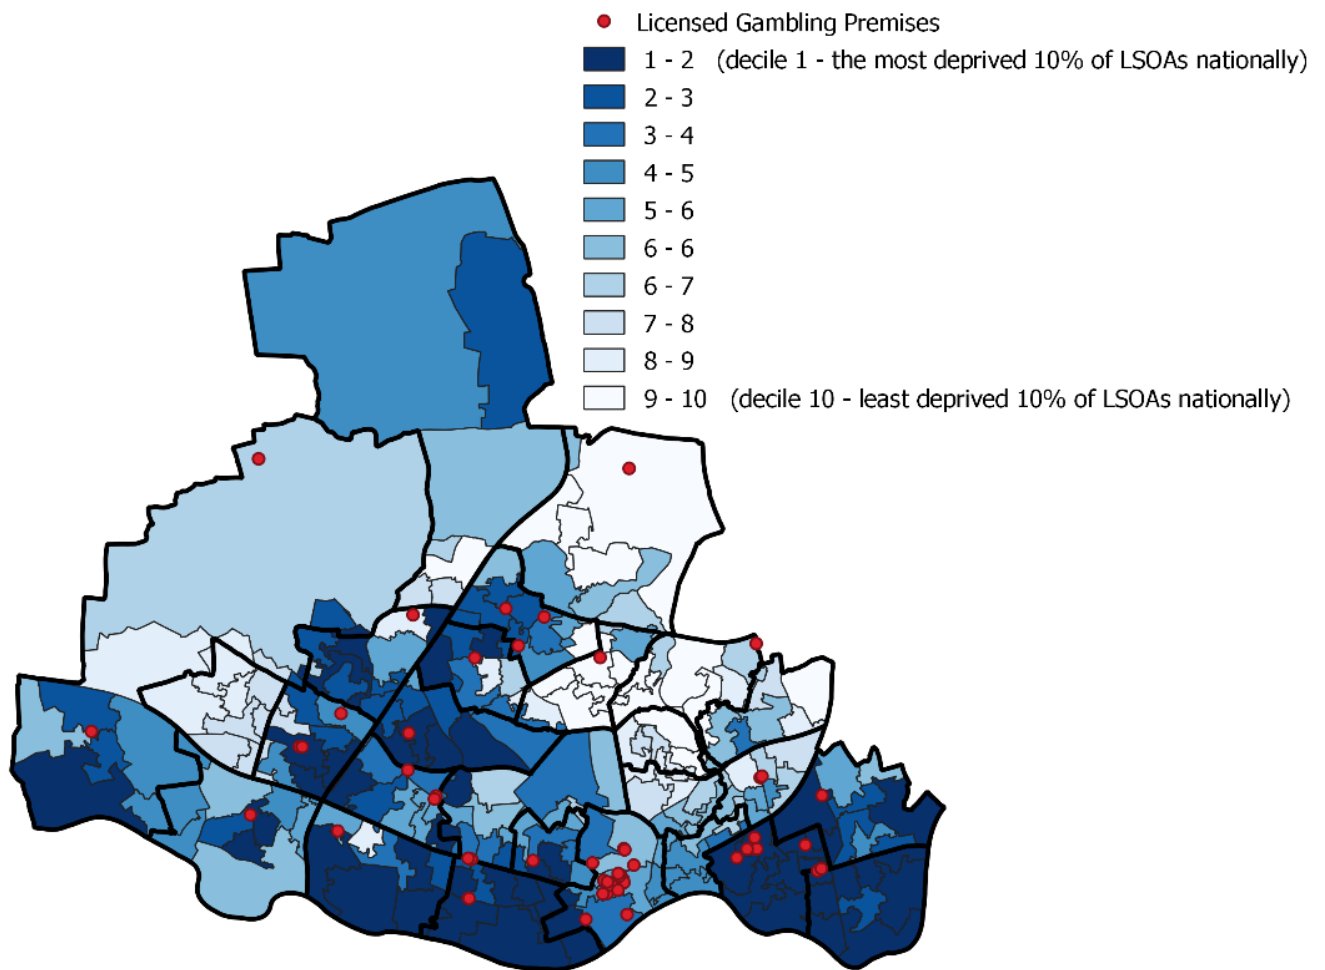 Licensed Gambling Premises
1 - 2 (decile 1 - the most deprived 10% of LSOAs nationally)
2 - 3
3 - 4
4 - 5
5 - 6
6 - 6
6 - 7
7 - 8
8 - 9
9 - 10 (decile 10 - least deprived 10% of LSOAs nationally)